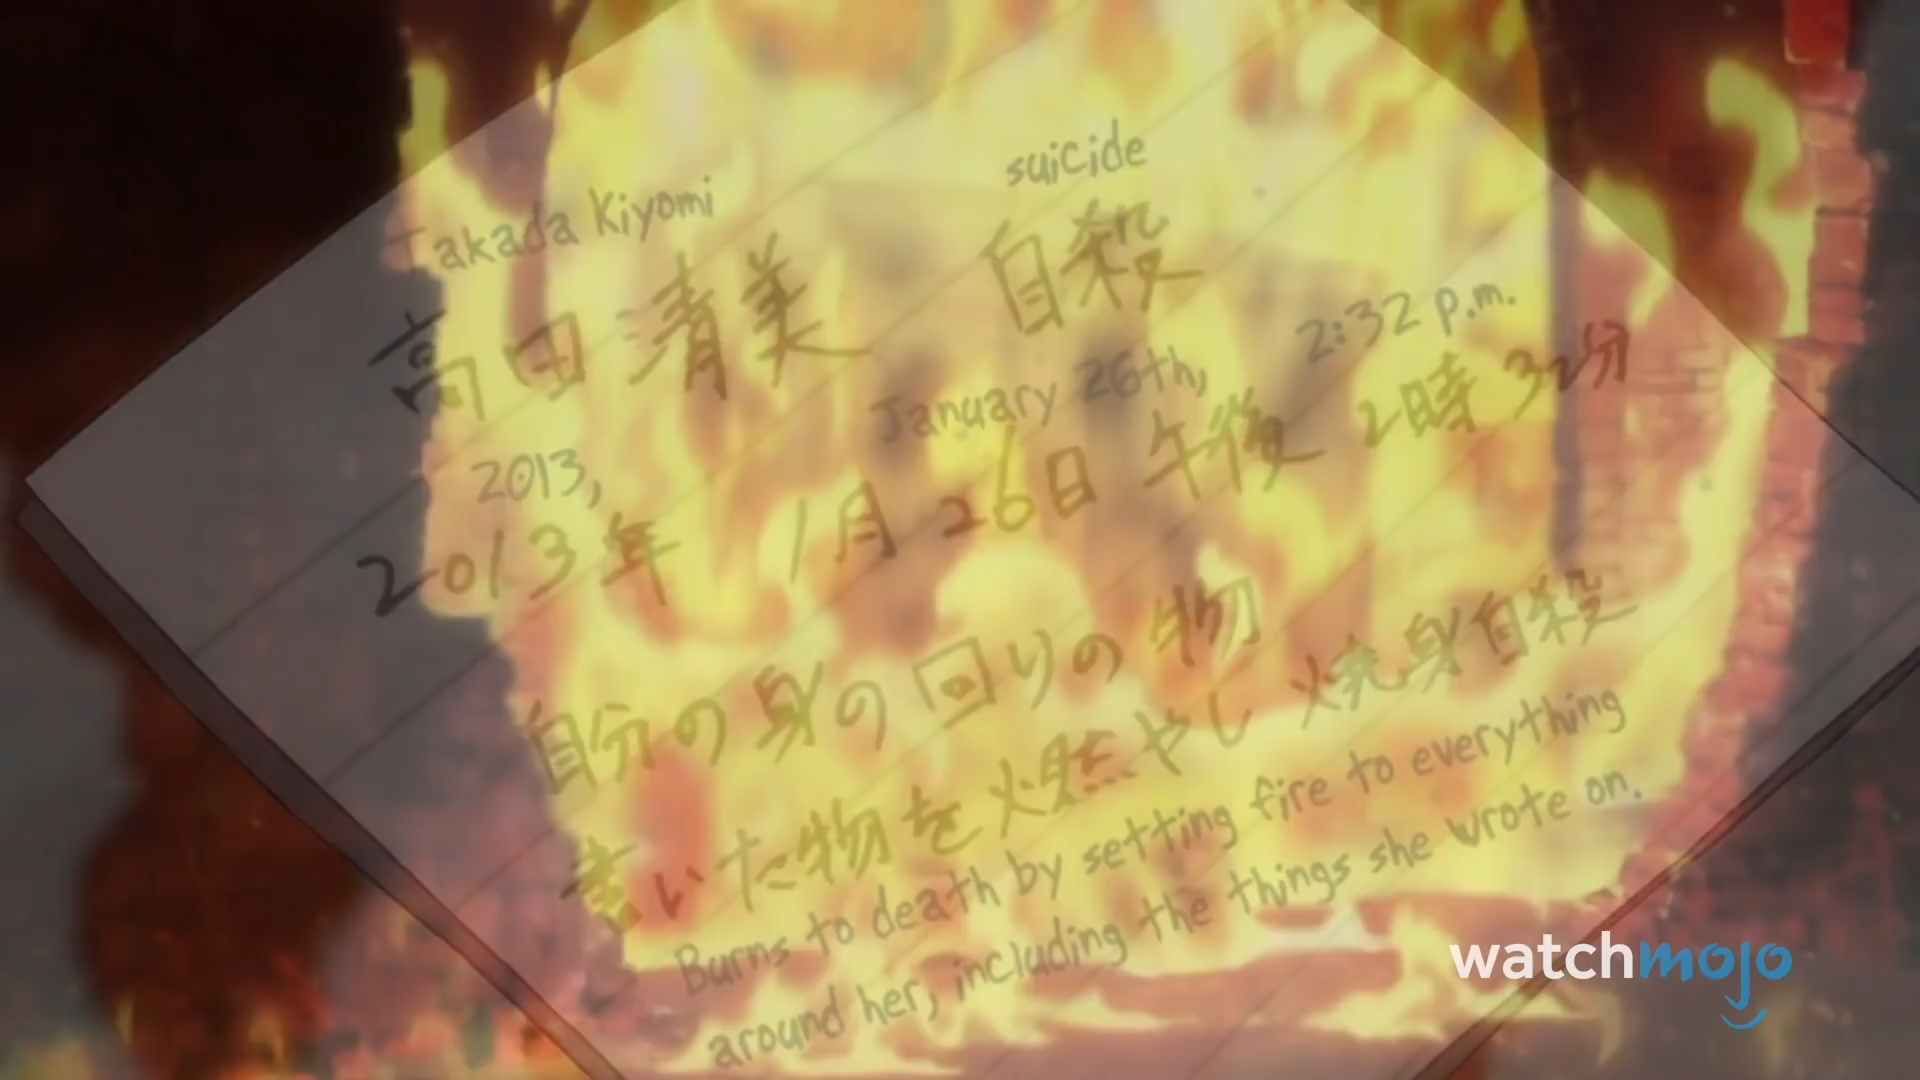 Takada Kiyomi suicide
高田清美 自殺
2013, January 26th, 2:32 p.m.
2013年 1月26日 午後 2時32分
自分の身の回りの物
書いた物を燃やし 焼身自殺
Burns to death by setting fire to everything
around her, including the things she wrote on.
watchmojo